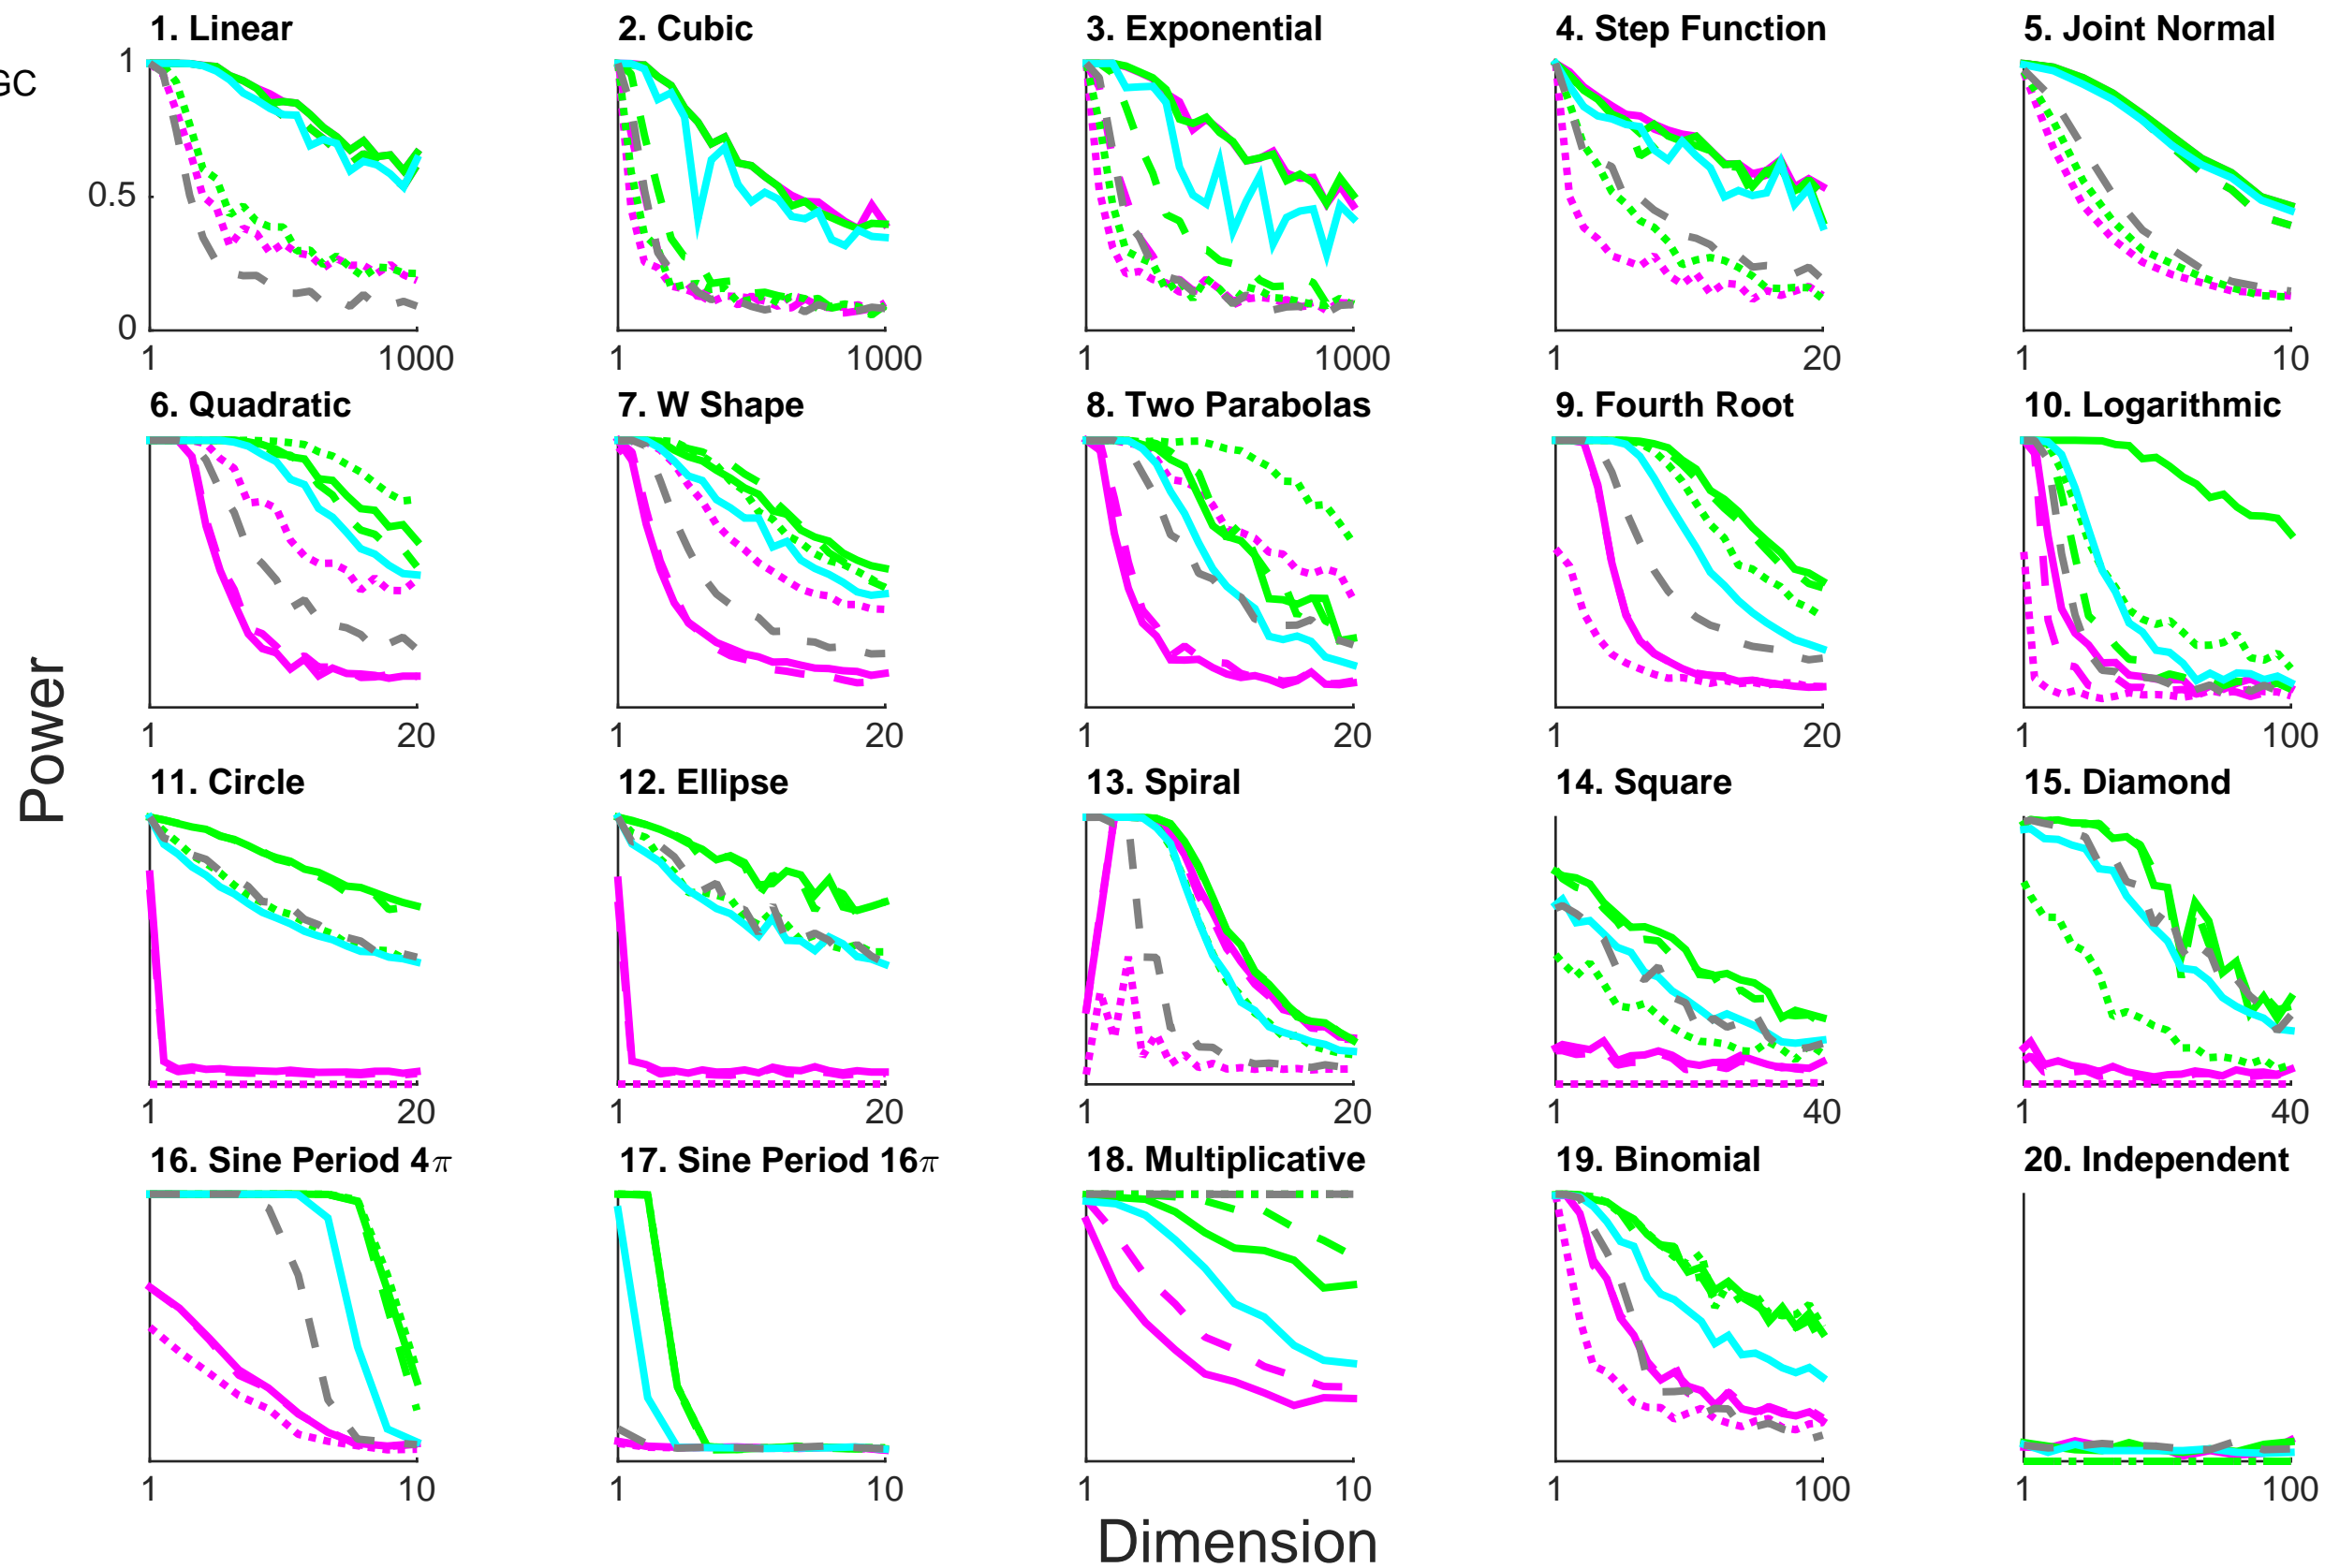 1. Linear
2. Cubic
3. Exponential
4. Step Function
5. Joint Normal
GC
1
0.5
0
1 1000
1 1000
1 1000
1 20
1 10
6. Quadratic
7. W Shape
8. Two Parabolas
9. Fourth Root
10. Logarithmic
1 20
1 20
1 20
1 20
1 100
Power
11. Circle
12. Ellipse
13. Spiral
14. Square
15. Diamond
1 20
1 20
1 20
1 40
1 40
16. Sine Period 4π
17. Sine Period 16π
18. Multiplicative
19. Binomial
20. Independent
1 10
1 10
1 10
1 100
1 100
Dimension